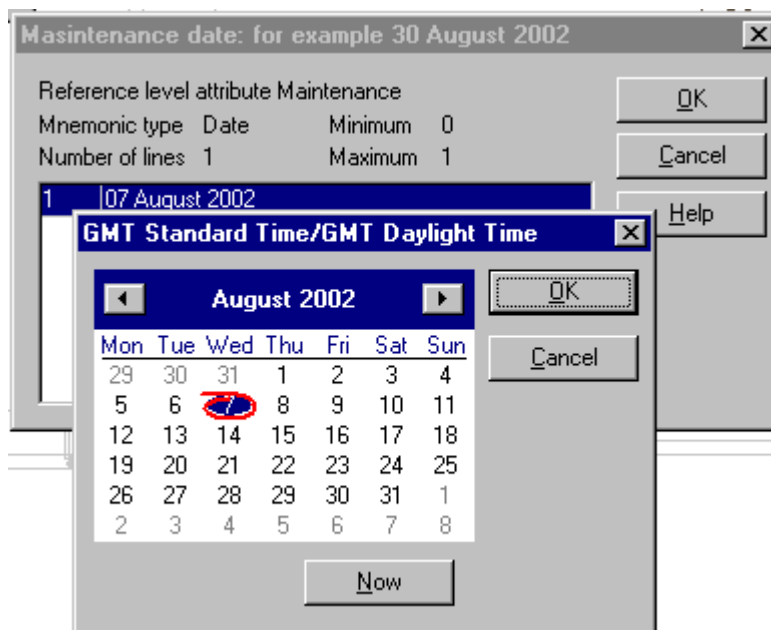 Masintenance date: for example 30 August 2002
Reference level attribute Maintenance
Mnemonic type Date Minimum 0
Number of lines 1 Maximum 1
OK
Cancel
Help
1 07 August 2002
GMT Standard Time/GMT Daylight Time
August 2002
OK
Cancel
Mon Tue Wed Thu Fri Sat Sun
29 30 31 1 2 3 4
5 6 7 8 9 10 11
12 13 14 15 16 17 18
19 20 21 22 23 24 25
26 27 28 29 30 31 1
2 3 4 5 6 7 8
Now